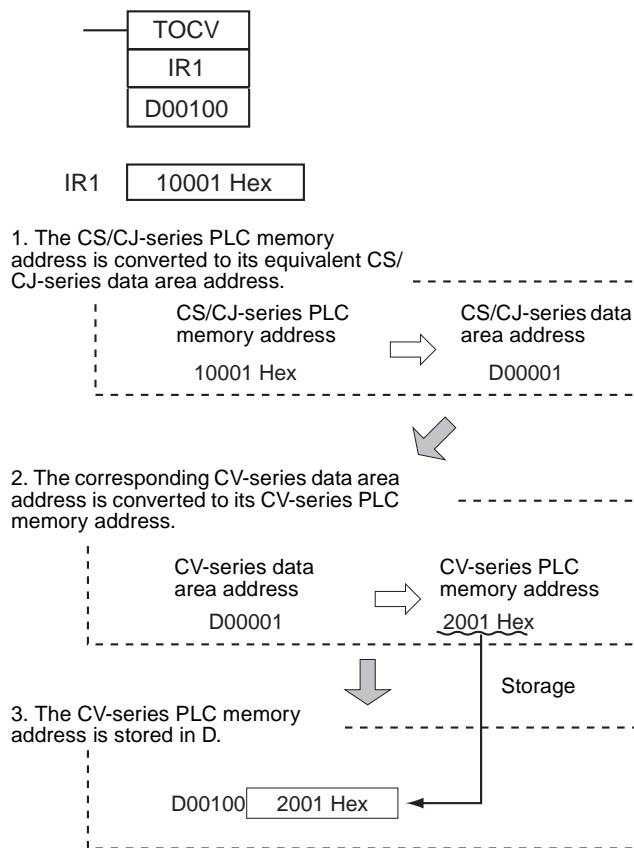 TOCV
IR1
D00100
IR1 10001 Hex
1. The CS/CJ-series PLC memory
address is converted to its equivalent CS/
CJ-series data area address.
CS/CJ-series PLC
memory address
10001 Hex
CS/CJ-series data
area address
D00001
2. The corresponding CV-series data area
address is converted to its CV-series PLC
memory address.
CV-series data
area address
D00001
CV-series PLC
memory address
2001 Hex
Storage
3. The CV-series PLC memory
address is stored in D.
D00100 2001 Hex